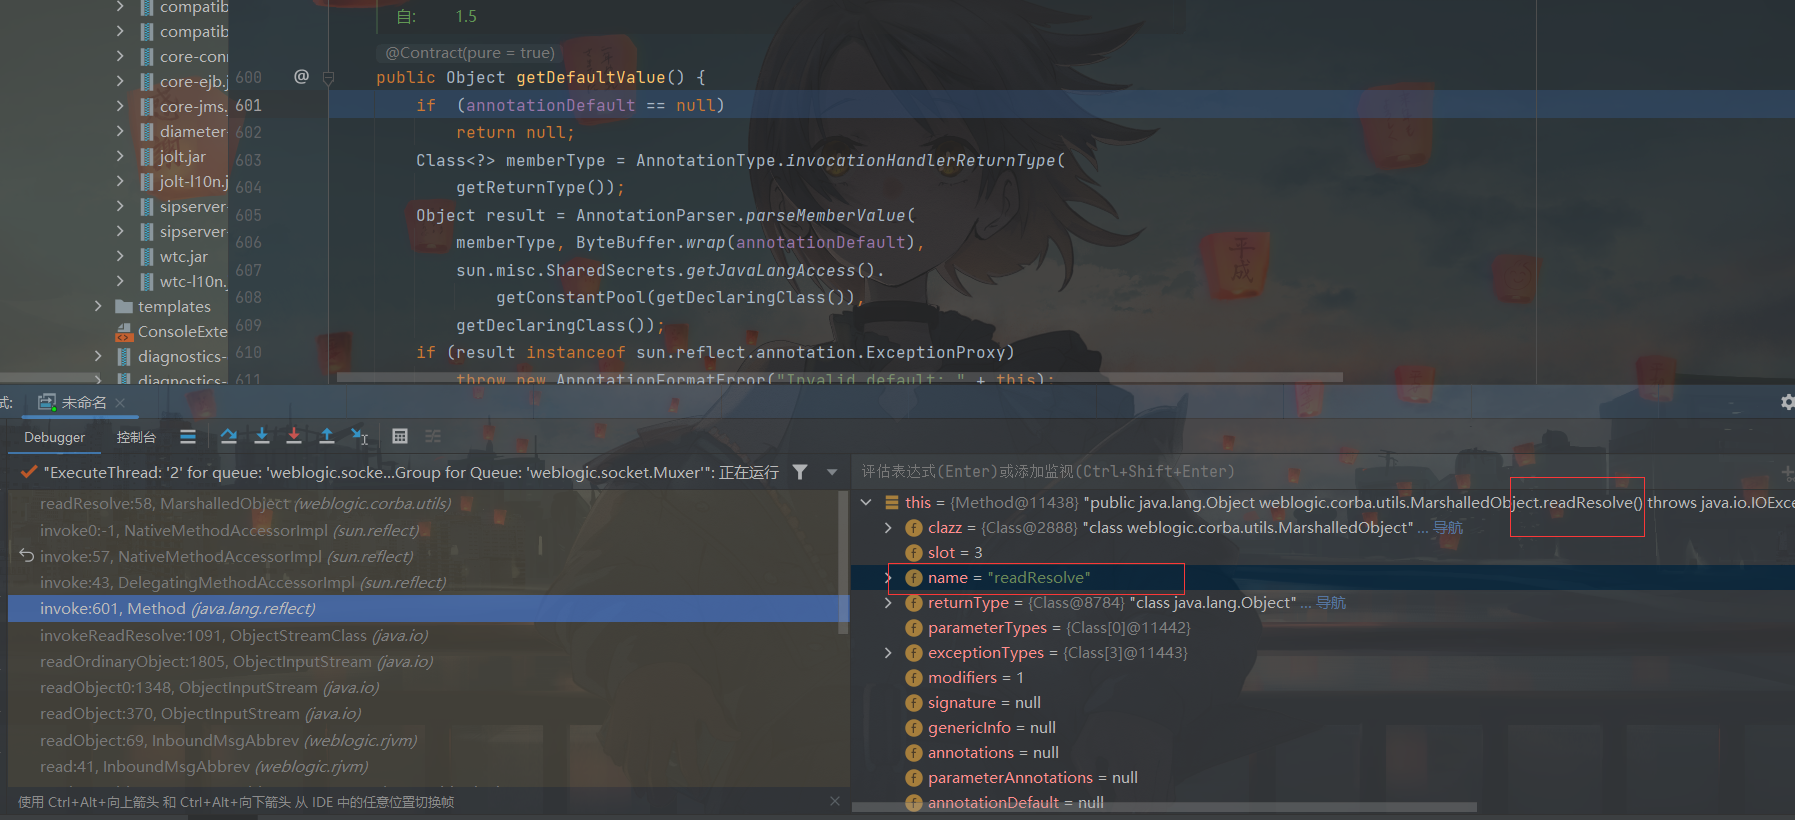 compatib
compatib
core-coni
core-ejb.j
core-jms.
diameter-
jolt.jar
jolt-l10n.j
sipserver-
sipserver-
wtc.jar
wtc-l10n.
templates
ConsoleExte
diagnostics-
diagnostics-
自: 1.5
@Contract(pure = true)
600 @ public Object getDefaultValue() {
601 if (annotationDefault == null)
602 return null;
603 Class<?> memberType = AnnotationType.invocationHandlerReturnType(
604 getReturnType());
605 Object result = AnnotationParser.parseMemberValue(
606 memberType, ByteBuffer.wrap(annotationDefault),
607 sun.misc.SharedSecrets.getJavaLangAccess().
608 getConstantPool(getDeclaringClass()),
609 getDeclaringClass());
610 if (result instanceof sun.reflect.annotation.ExceptionProxy)
611 throw new AnnotationFormatError("Invalid default: " + this);
平成
试: 未命名
Debugger 控制台
"ExecuteThread: '2' for queue: 'weblogic.socke...Group for Queue: 'weblogic.socket.Muxer'": 正在运行
readResolve:58, MarshalledObject (weblogic.corba.utils)
invoke0:-1, NativeMethodAccessorImpl (sun.reflect)
invoke:57, NativeMethodAccessorImpl (sun.reflect)
invoke:43, DelegatingMethodAccessorImpl (sun.reflect)
invoke:601, Method (java.lang.reflect)
invokeReadResolve:1091, ObjectStreamClass (java.io)
readOrdinaryObject:1805, ObjectInputStream (java.io)
readObject0:1348, ObjectInputStream (java.io)
readObject:370, ObjectInputStream (java.io)
readObject:69, InboundMsgAbbrev (weblogic.rjvm)
read:41, InboundMsgAbbrev (weblogic.rjvm)
使用 Ctrl+Alt+向上箭头 和 Ctrl+Alt+向下箭头 从 IDE 中的任意位置切换帧
评估表达式(Enter)或添加监视(Ctrl+Shift+Enter)
this = {Method@11438} "public java.lang.Object weblogic.corba.utils.MarshalledObject.readResolve() throws java.io.IOExce
clazz = {Class@2888} "class weblogic.corba.utils.MarshalledObject" ... 导航
slot = 3
name = "readResolve"
returnType = {Class@8784} "class java.lang.Object" ... 导航
parameterTypes = {Class[0]@11442}
exceptionTypes = {Class[3]@11443}
modifiers = 1
signature = null
genericInfo = null
annotations = null
parameterAnnotations = null
annotationDefault = null